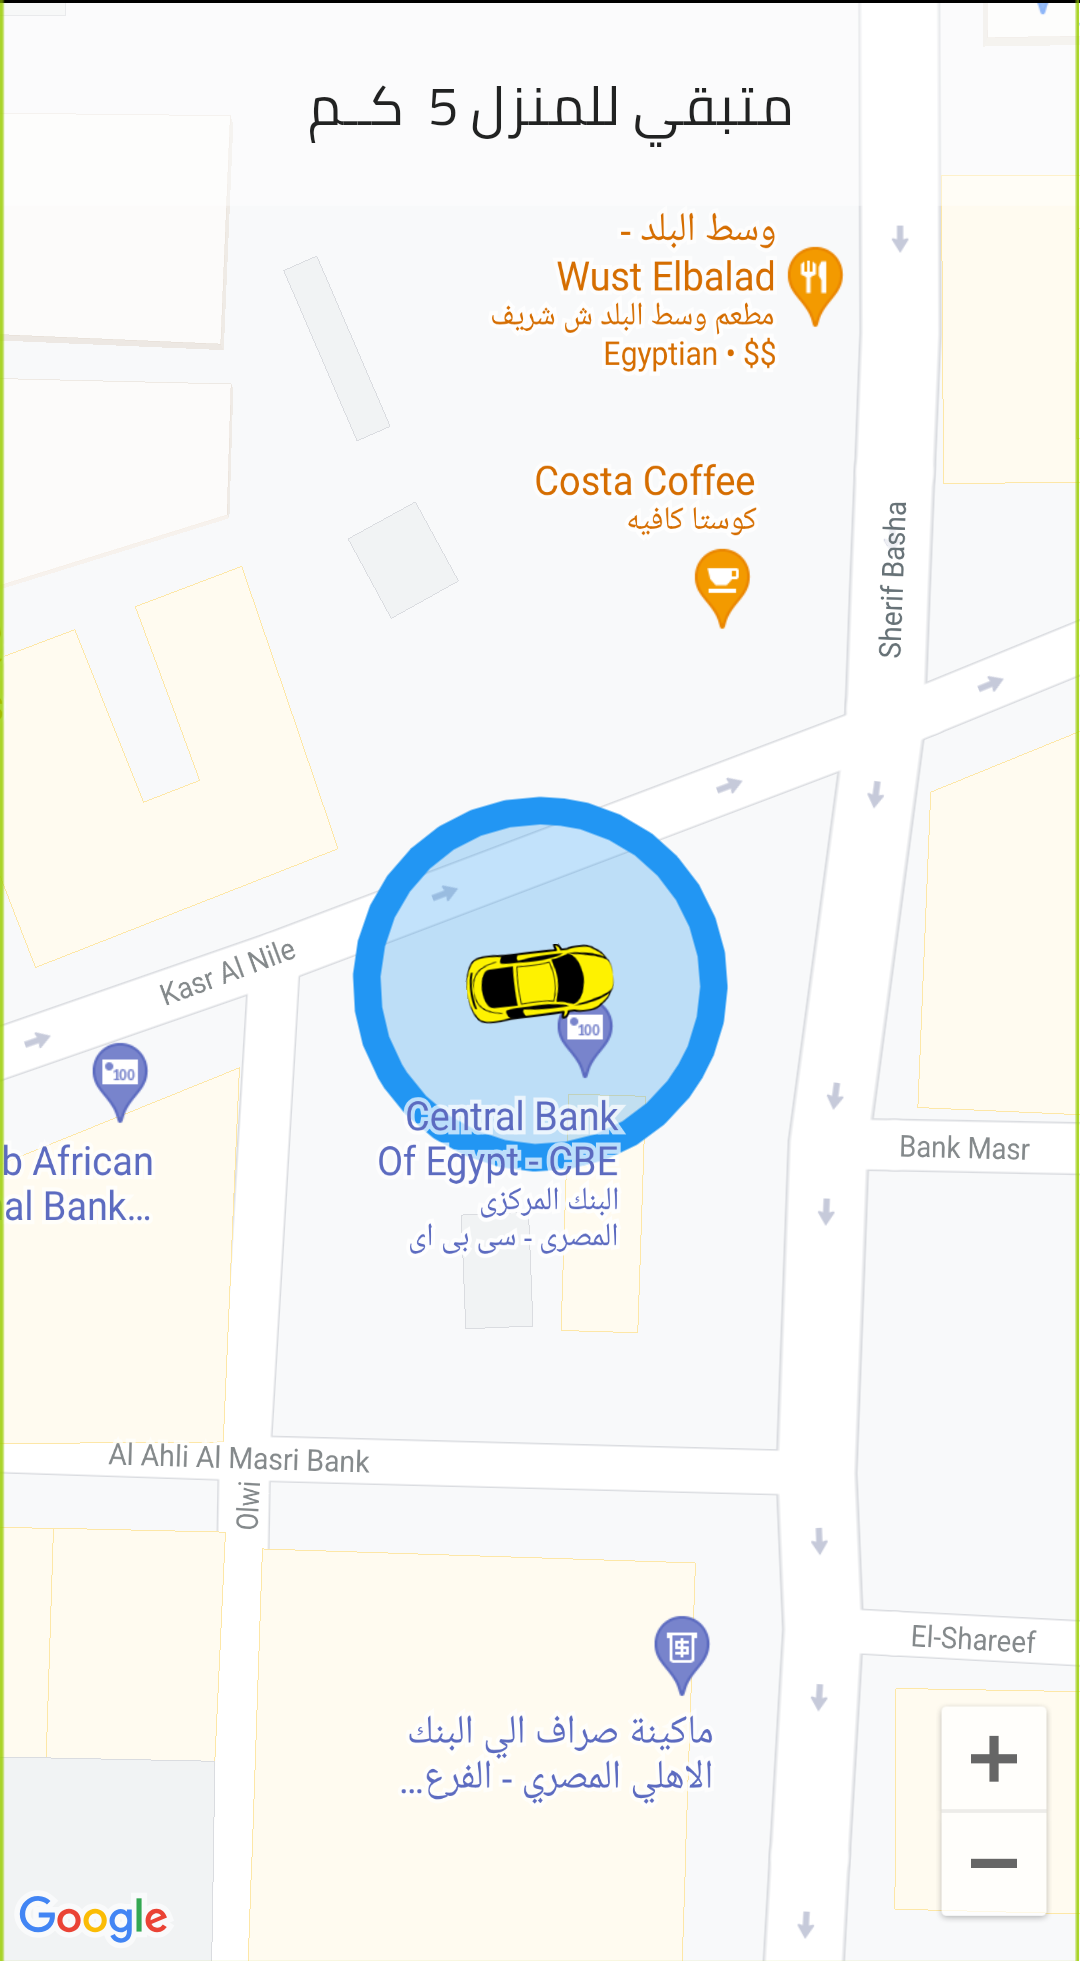 متبقي للمنزل 5 كـم
وسط البلد -
Wust Elbalad
مطعم وسط البلد ش شريف
Egyptian • $$
Costa Coffee
كوستا كافيه
Sherif Basha
Kasr Al Nile
100
100
Central Bank
Of Egypt - CBE
البنك المركزى
المصرى - سى بى اى
b African
al Bank...
Bank Masr
Al Ahli Al Masri Bank
Olwi
El-Shareef
$
ماكينة صراف الي البنك
الاهلي المصري - الفرع...
+
−
Google